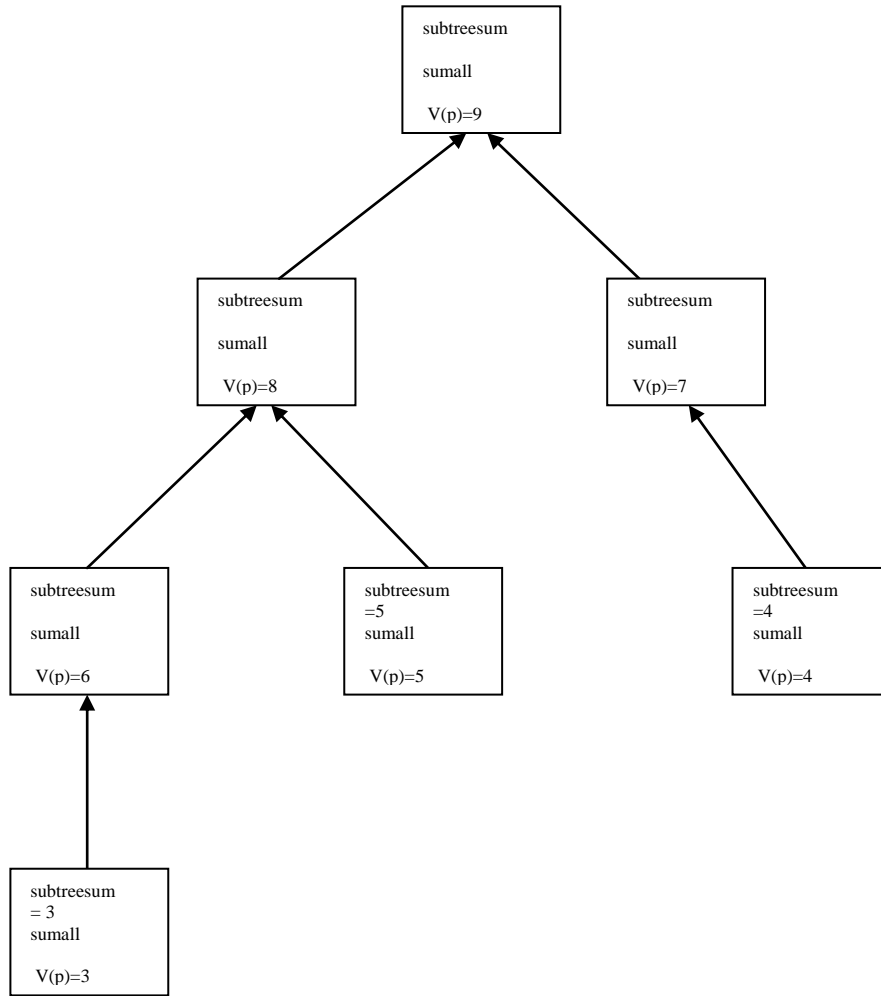 subtreesum
sumall
V(p)=9
subtreesum
sumall
V(p)=8
subtreesum
sumall
V(p)=7
subtreesum
sumall
V(p)=6
subtreesum
=5
sumall
V(p)=5
subtreesum
=4
sumall
V(p)=4
subtreesum
= 3
sumall
V(p)=3